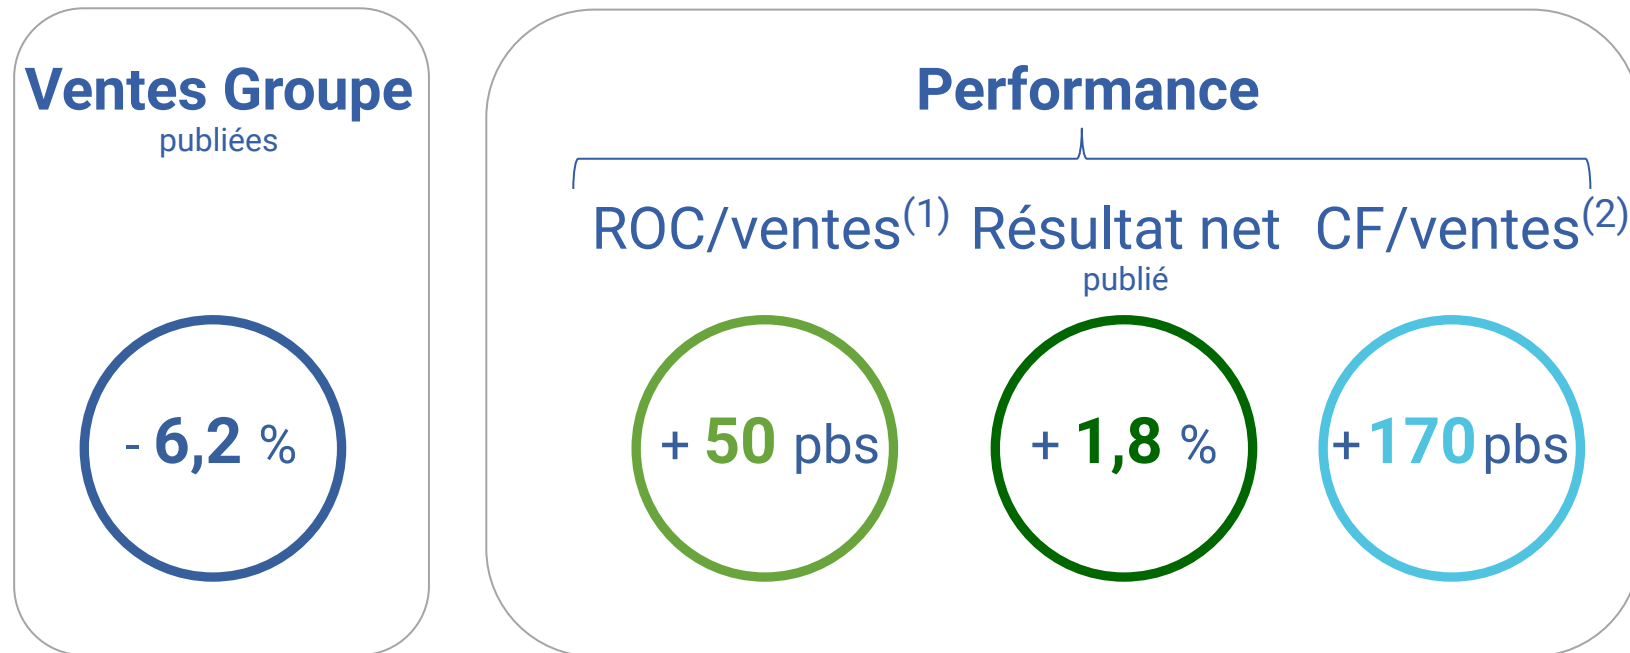 Ventes Groupe
publiées
- 6,2 %
Performance
ROC/ventes(1) Résultat net CF/ventes(2)
publié
+ 50 pbs + 1,8 % + 170 pbs